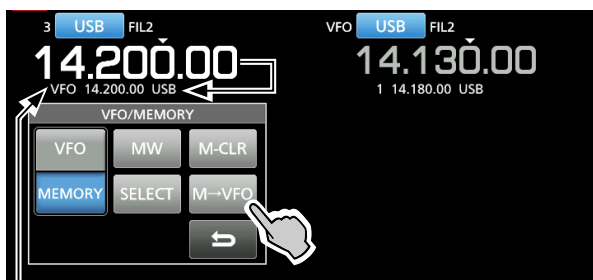 3 USB FIL2
14.200.00
VFO 14.200.00 USB
VFO/MEMORY
VFO MW M-CLR
MEMORY SELECT M→VFO
VFO USB FIL2
14.130.00
1 14.180.00 USB